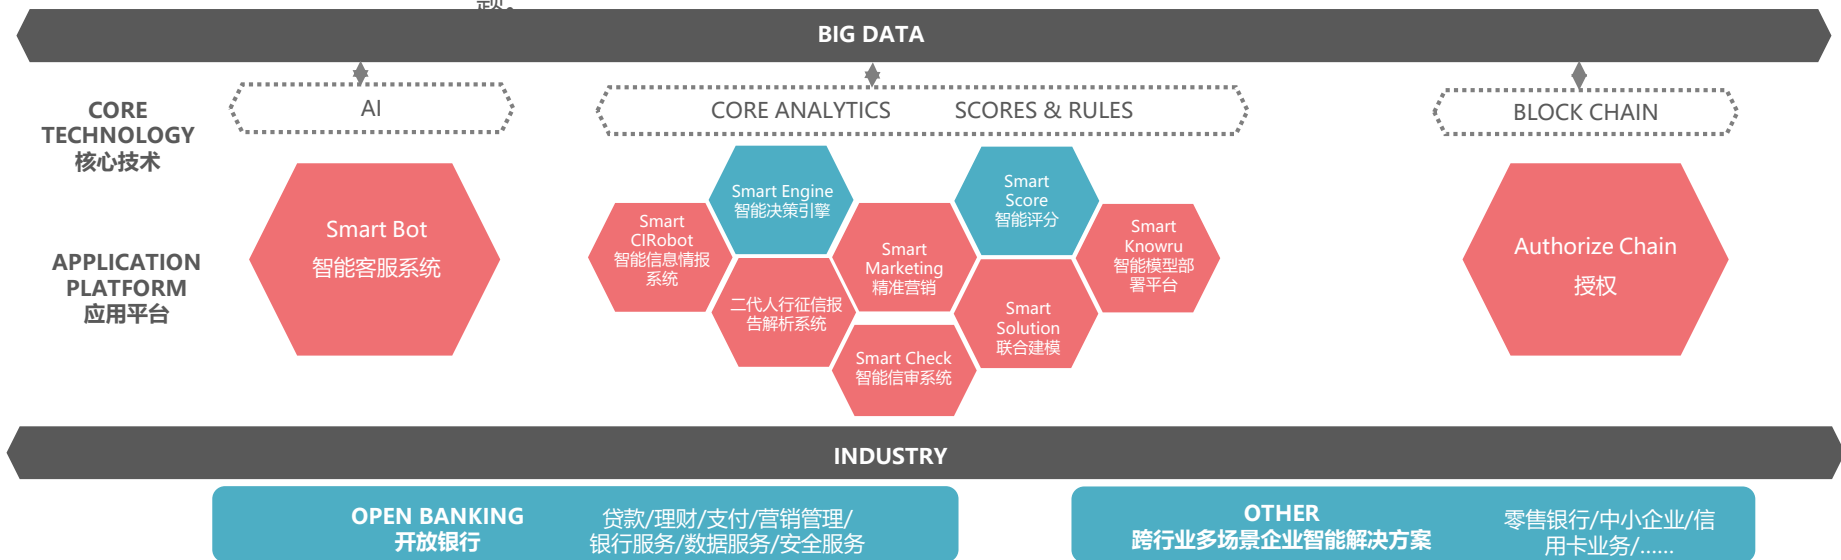 题。
BIG DATA
CORE
TECHNOLOGY
核心技术
AI
CORE ANALYTICS
SCORES & RULES
BLOCK CHAIN
APPLICATION
PLATFORM
应用平台
Smart Bot
智能客服系统
Smart
CIRobot
智能信息情报
系统
Smart Engine
智能决策引擎
二代人行征信报
告解析系统
Smart
Marketing
精准营销
Smart Check
智能信审系统
Smart
Score
智能评分
Smart
Solution
联合建模
Smart
Knowru
智能模型部
署平台
Authorize Chain
授权
INDUSTRY
OPEN BANKING
开放银行
贷款/理财/支付/营销管理/
银行服务/数据服务/安全服务
OTHER
跨行业多场景企业智能解决方案
零售银行/中小企业/信
用卡业务/......